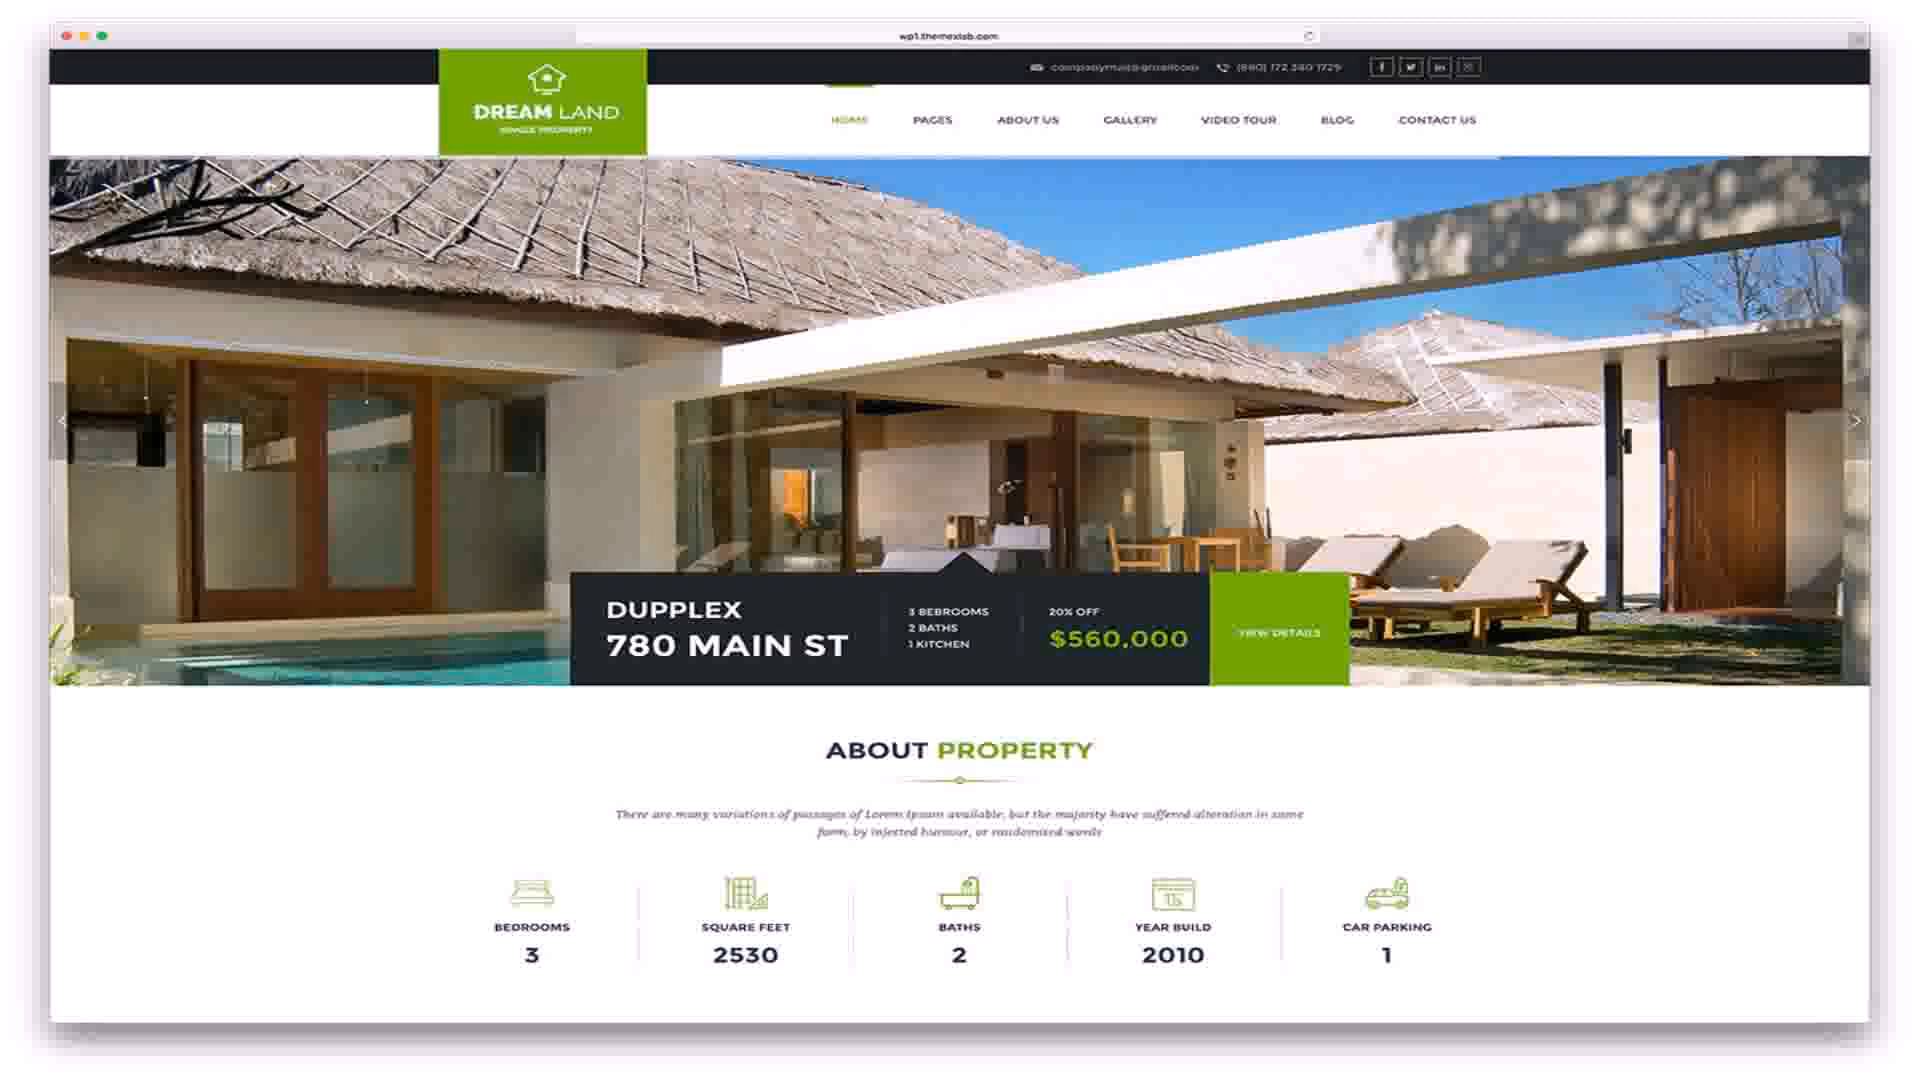 wp1.themexlab.com
(880) 172 380 1729
DREAM LAND
SINGLE PROPERTY
HOME PAGES ABOUT US GALLERY VIDEO TOUR BLOG CONTACT US
DUPPLEX
780 MAIN ST
3 BEBROOMS
2 BATHS
1 KITCHEN
20% OFF
$560,000
VIEW DETAILS
ABOUT PROPERTY
There are many variations of passages of Lorem Ipsum available, but the majority have suffered alteration in some
form, by injected humour, or randomised words
BEDROOMS
3
SQUARE FEET
2530
BATHS
2
YEAR BUILD
2010
CAR PARKING
1